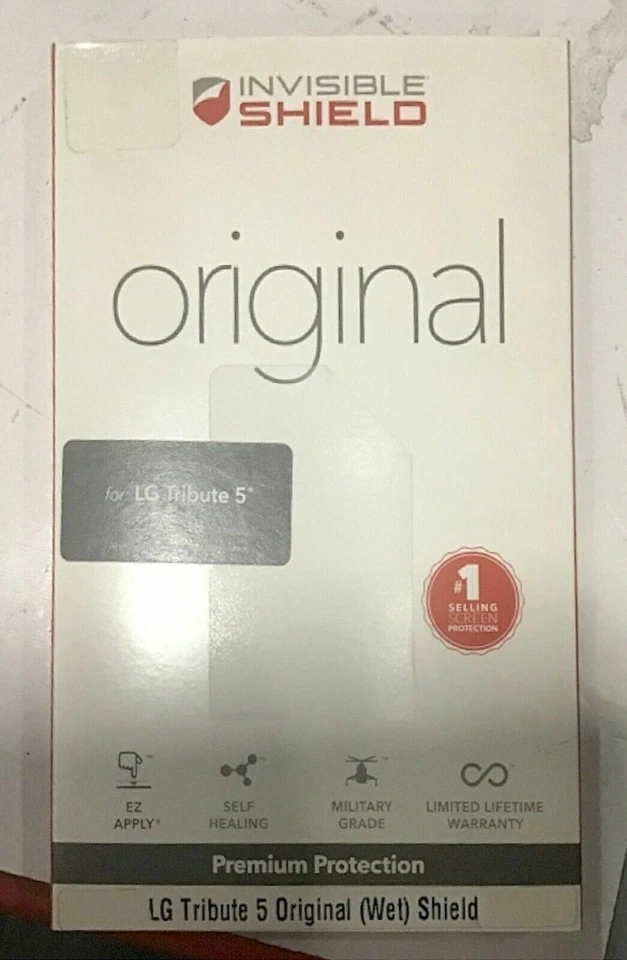 INVISIBLE
SHIELD
original
for LG Tribute 5*
#1
SELLING
SCREEN
PROTECTION
EZ
APPLY®
SELF
HEALING
MILITARY
GRADE
LIMITED LIFETIME
WARRANTY
Premium Protection
LG Tribute 5 Original (Wet) Shield